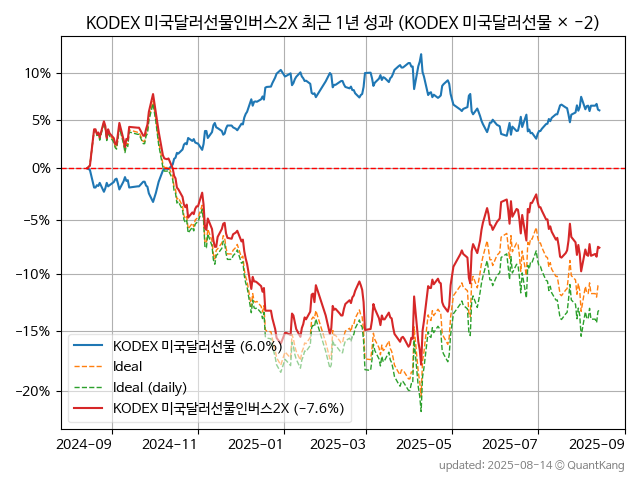 KODEX 미국달러선물인버스2X 최근 1년 성과 (KODEX 미국달러선물 × −2)
10%
5%
0%
−5%
−10%
−15%
−20%
KODEX 미국달러선물 (6.0%)
Ideal
Ideal (daily)
KODEX 미국달러선물인버스2X (−7.6%)
2024-09 2024-11 2025-01 2025-03 2025-05 2025-07 2025-09
updated: 2025-08-14 © QuantKang